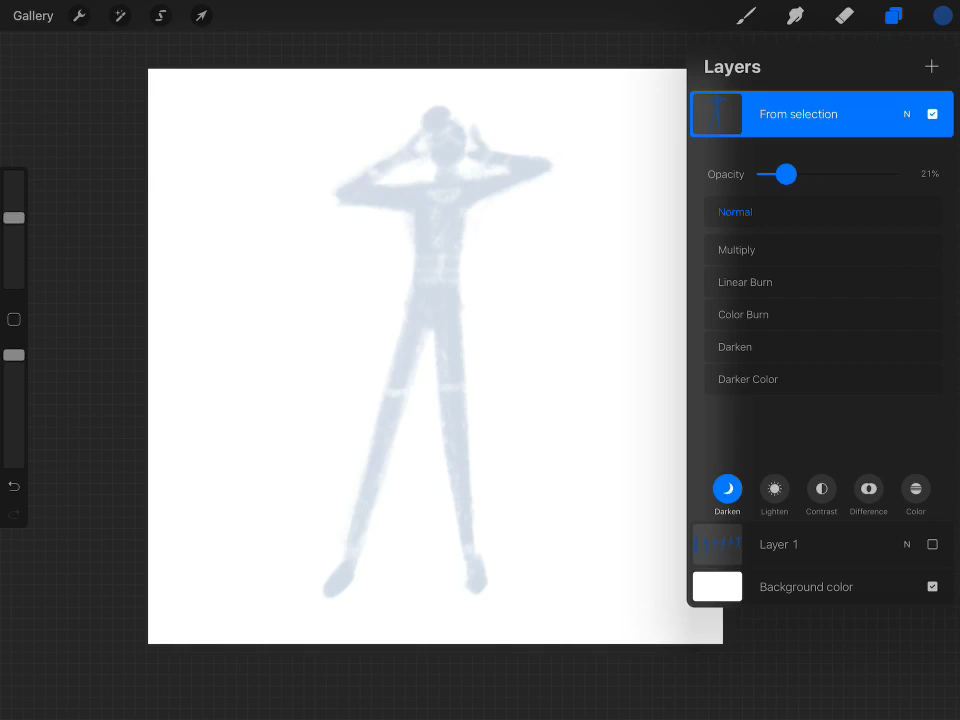 Gallery
Layers
From selection N
Opacity 21%
Normal
Multiply
Linear Burn
Color Burn
Darken
Darker Color
Darken Lighten Contrast Difference Color
Layer 1 N
Background color